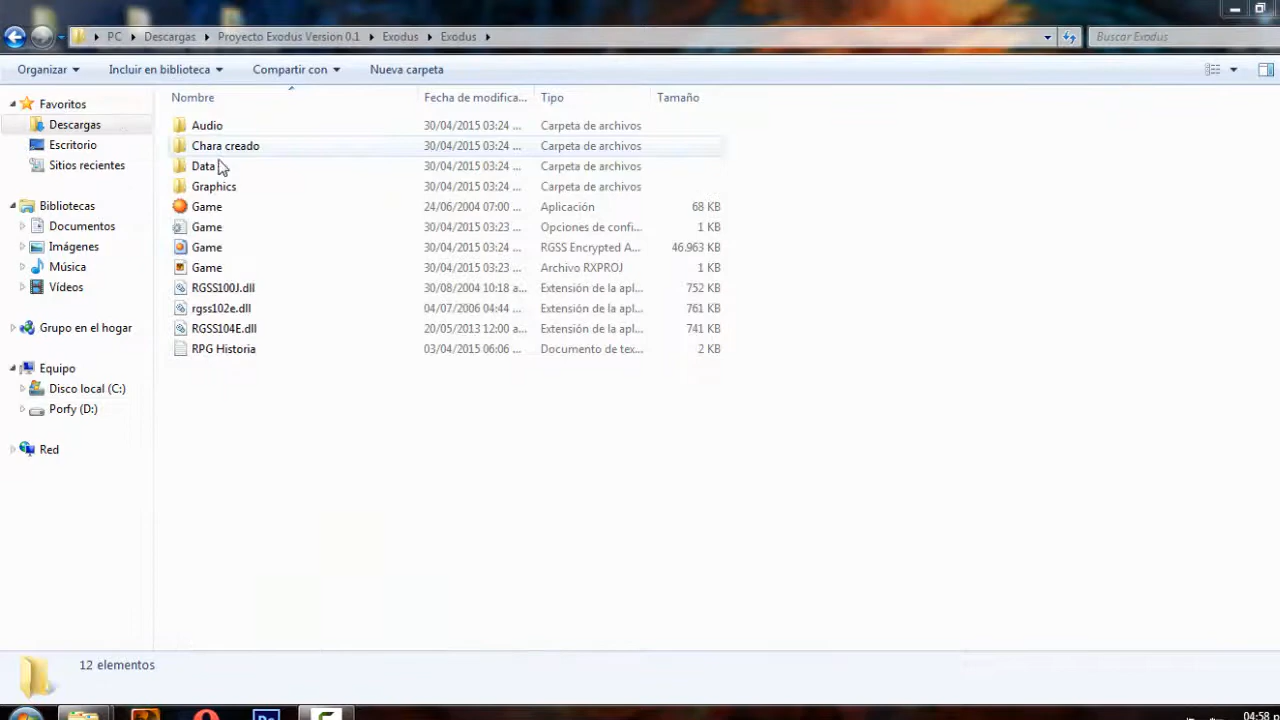 PC Descargas Proyecto Exodus Version 0.1 Exodus Exodus Buscar Exodus
Organizar Incluir en biblioteca Compartir con Nueva carpeta
Favoritos
Descargas
Escritorio
Sitios recientes
Bibliotecas
Documentos
Imágenes
Música
Vídeos
Grupo en el hogar
Equipo
Disco local (C:)
Porfy (D:)
Red
Nombre Fecha de modifica... Tipo Tamaño
Audio 30/04/2015 03:24 ... Carpeta de archivos
Chara creado 30/04/2015 03:24 ... Carpeta de archivos
Data 30/04/2015 03:24 ... Carpeta de archivos
Graphics 30/04/2015 03:24 ... Carpeta de archivos
Game 24/06/2004 07:00 ... Aplicación 68 KB
Game 30/04/2015 03:23 ... Opciones de confi... 1 KB
Game 30/04/2015 03:24 ... RGSS Encrypted A... 46.963 KB
Game 30/04/2015 03:23 ... Archivo RXPROJ 1 KB
RGSS100J.dll 30/08/2004 10:18 a... Extensión de la apl... 752 KB
rgss102e.dll 04/07/2006 04:44 ... Extensión de la apl... 761 KB
RGSS104E.dll 20/05/2013 12:00 a... Extensión de la apl... 741 KB
RPG Historia 03/04/2015 06:06 ... Documento de tex... 2 KB
12 elementos
Ps
04:58